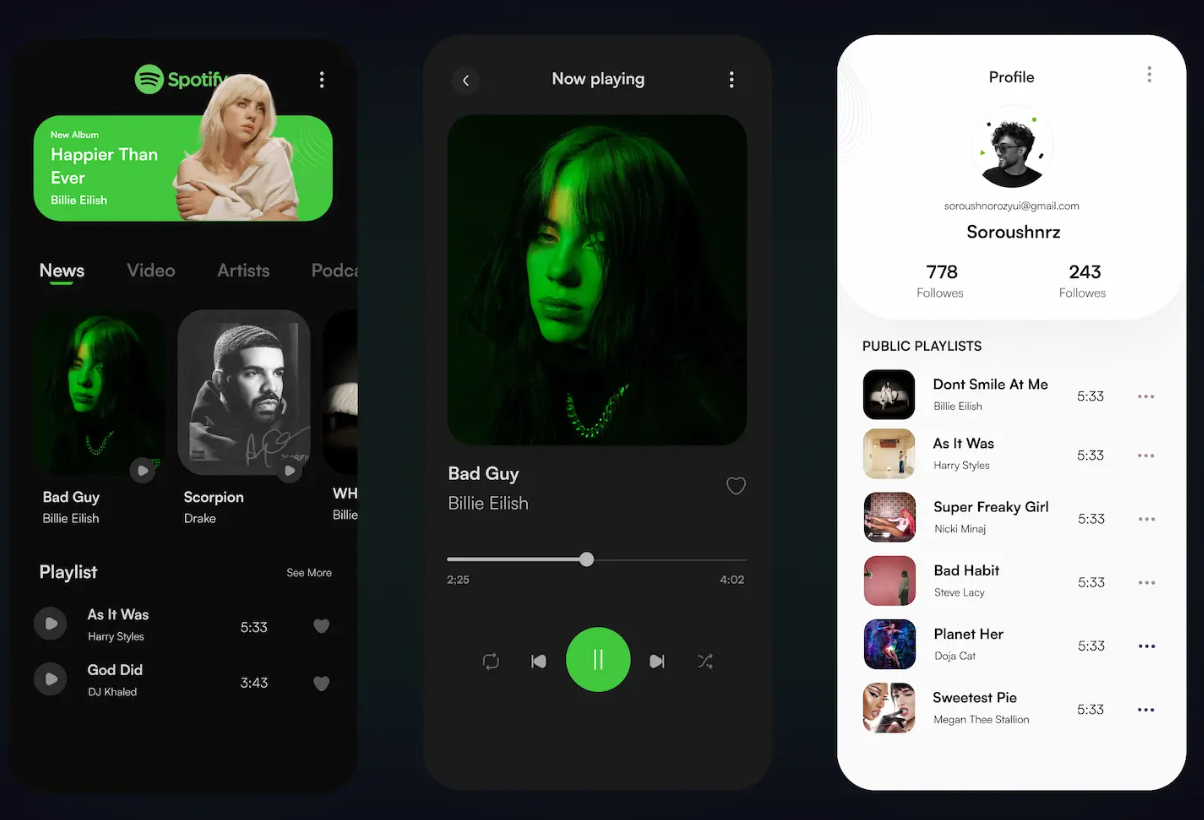 Spotify
New Album
Happier Than
Ever
Billie Eilish
News Video Artists Podca
Bad Guy
Billie Eilish
Scorpion
Drake
WH
Billie
Playlist See More
As It Was
Harry Styles
5:33
God Did
DJ Khaled
3:43
Now playing
Bad Guy
Billie Eilish
2:25 4:02
Profile
soroushnorozyui@gmail.com
Soroushnrz
778 243
Followes Followes
PUBLIC PLAYLISTS
Dont Smile At Me
Billie Eilish
5:33
As It Was
Harry Styles
5:33
Super Freaky Girl
Nicki Minaj
5:33
Bad Habit
Steve Lacy
5:33
Planet Her
Doja Cat
5:33
Sweetest Pie
Megan Thee Stallion
5:33